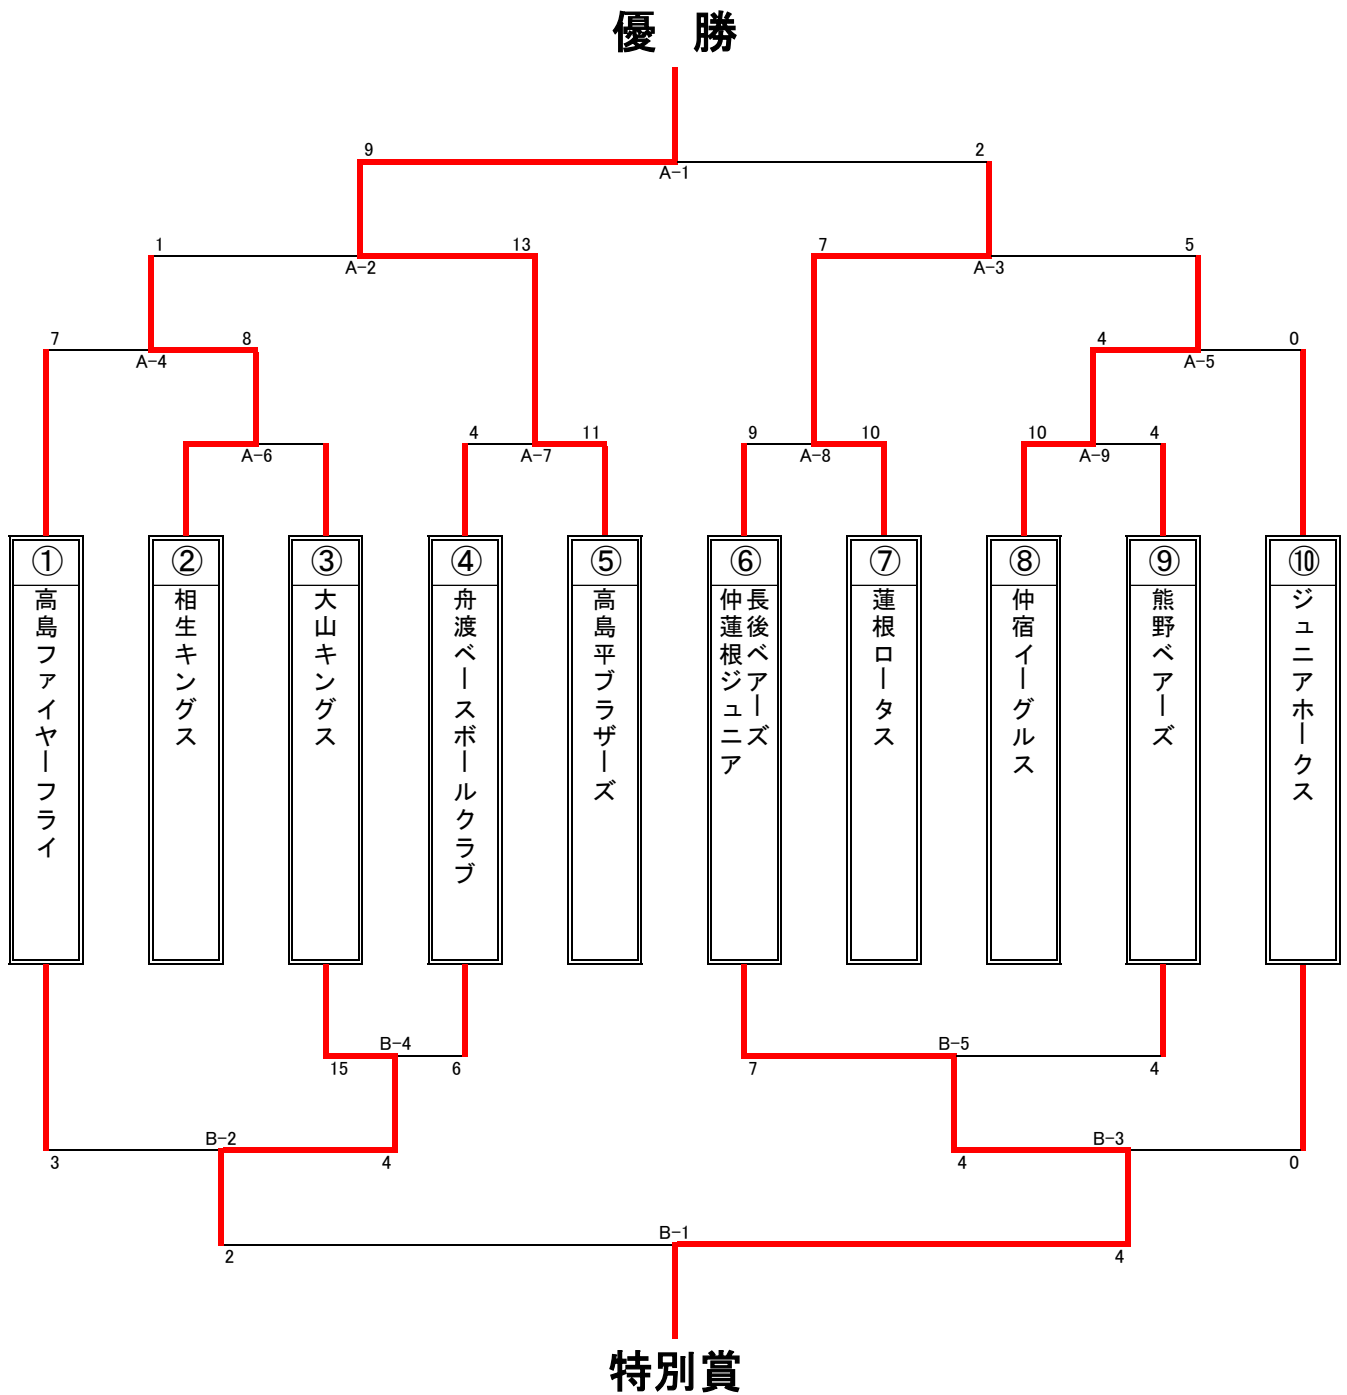 優 勝
9 2
A-1
1 13 7 5
A-2 A-3
7 8 4 0
A-4 A-5
4 11 9 10 10 4
A-6 A-7 A-8 A-9
①
高島ファイヤーフライ
②
相生キングス
③
大山キングス
④
舟渡ベースボールクラブ
⑤
高島平ブラザーズ
⑥
長後ベアーズ
仲蓮根ジュニア
⑦
蓮根ロータス
⑧
仲宿イーグルス
⑨
熊野ベアーズ
⑩
ジュニアホークス
B-4 B-5
15 6 7 4
B-2 B-3
3 4 4 0
B-1
2 4
特別賞